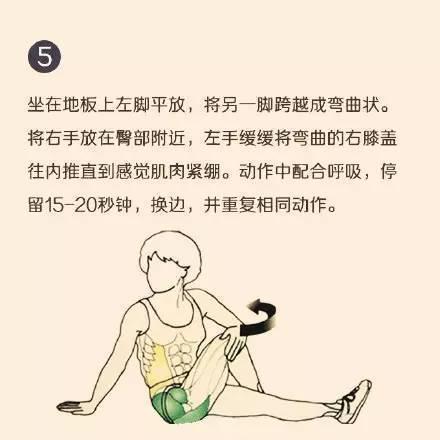 5
坐在地板上左脚平放，将另一脚跨越成弯曲状。
将右手放在臀部附近，左手缓缓将弯曲的右膝盖
往内推直到感觉肌肉紧绷。动作中配合呼吸，停
留15-20秒钟，换边，并重复相同动作。